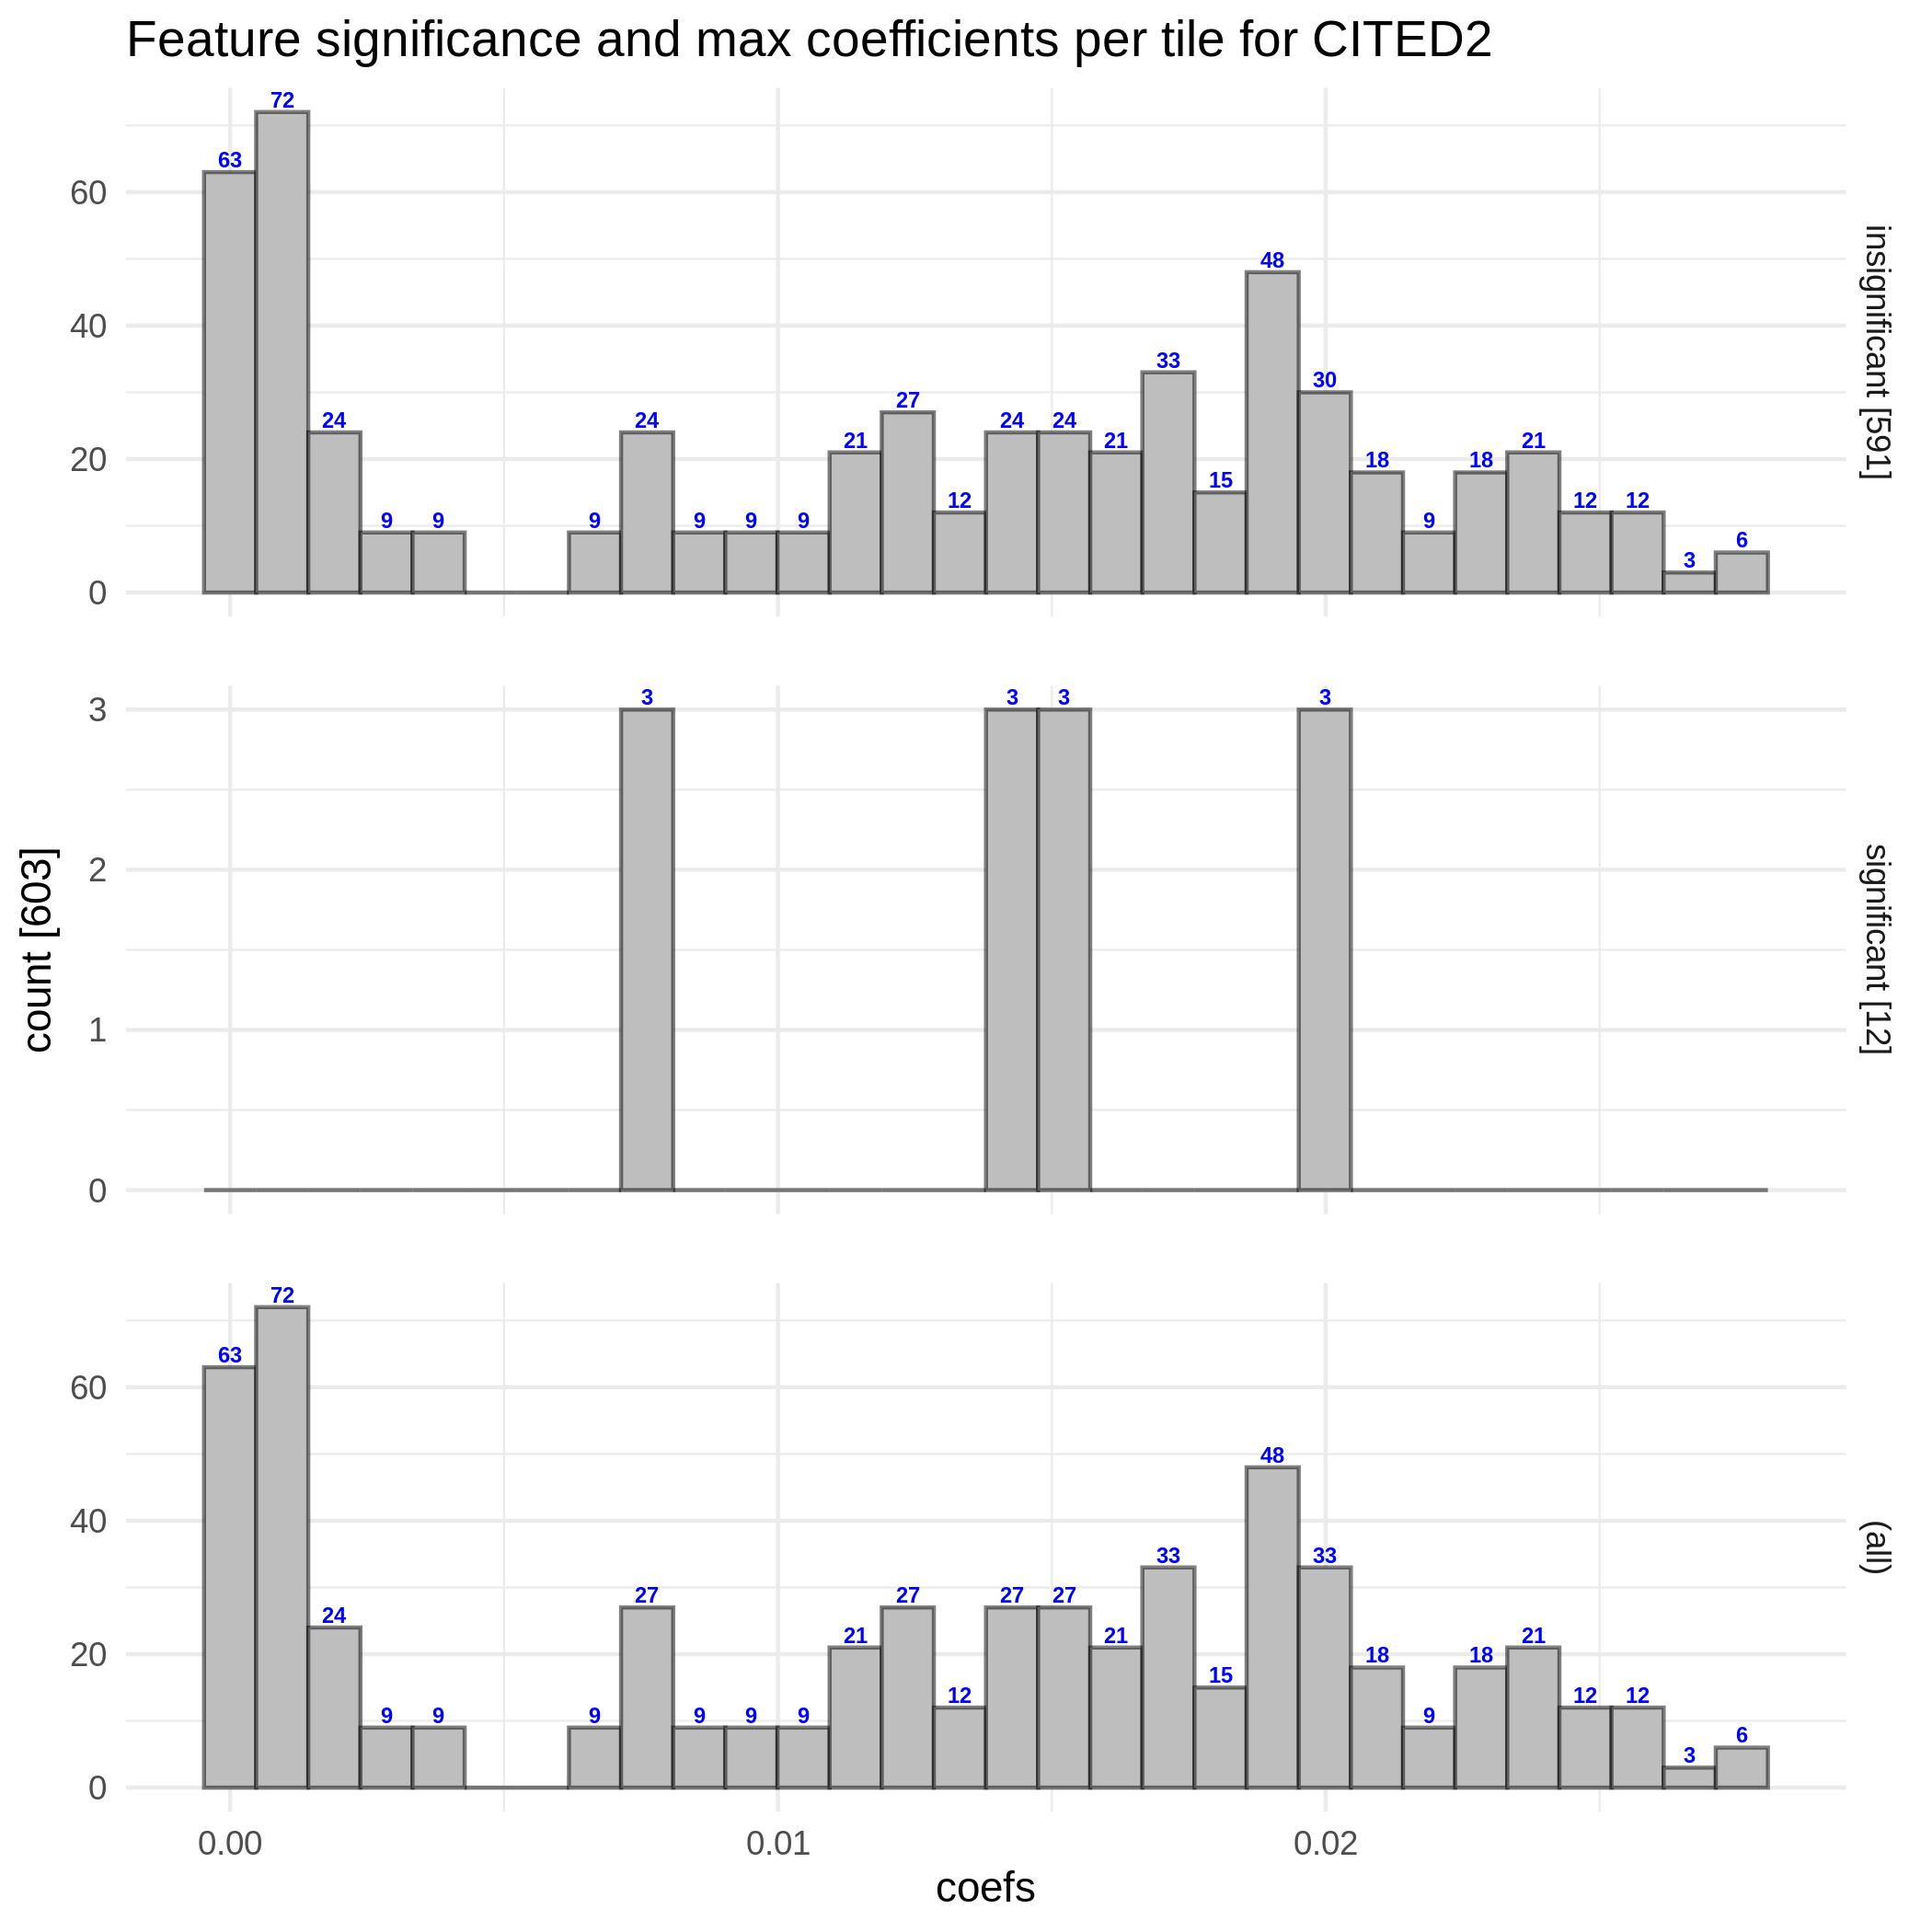 Feature significance and max coefficients per tile for CITED2
72
63
60
48
40
33
30
27
24 24 24 24
21 21 21
20
18 18
15
12 12 12
9 9 9 9 9 9 9
6
3
0
insignificant [591]
3 3 3 3
3
2
1
0
significant [12]
count [603]
72
63
60
48
40
33 33
27 27 27 27
24
21 21 21
20
18 18
15
12 12 12
9 9 9 9 9 9 9
6
3
0
(all)
0.00 0.01 0.02
coefs